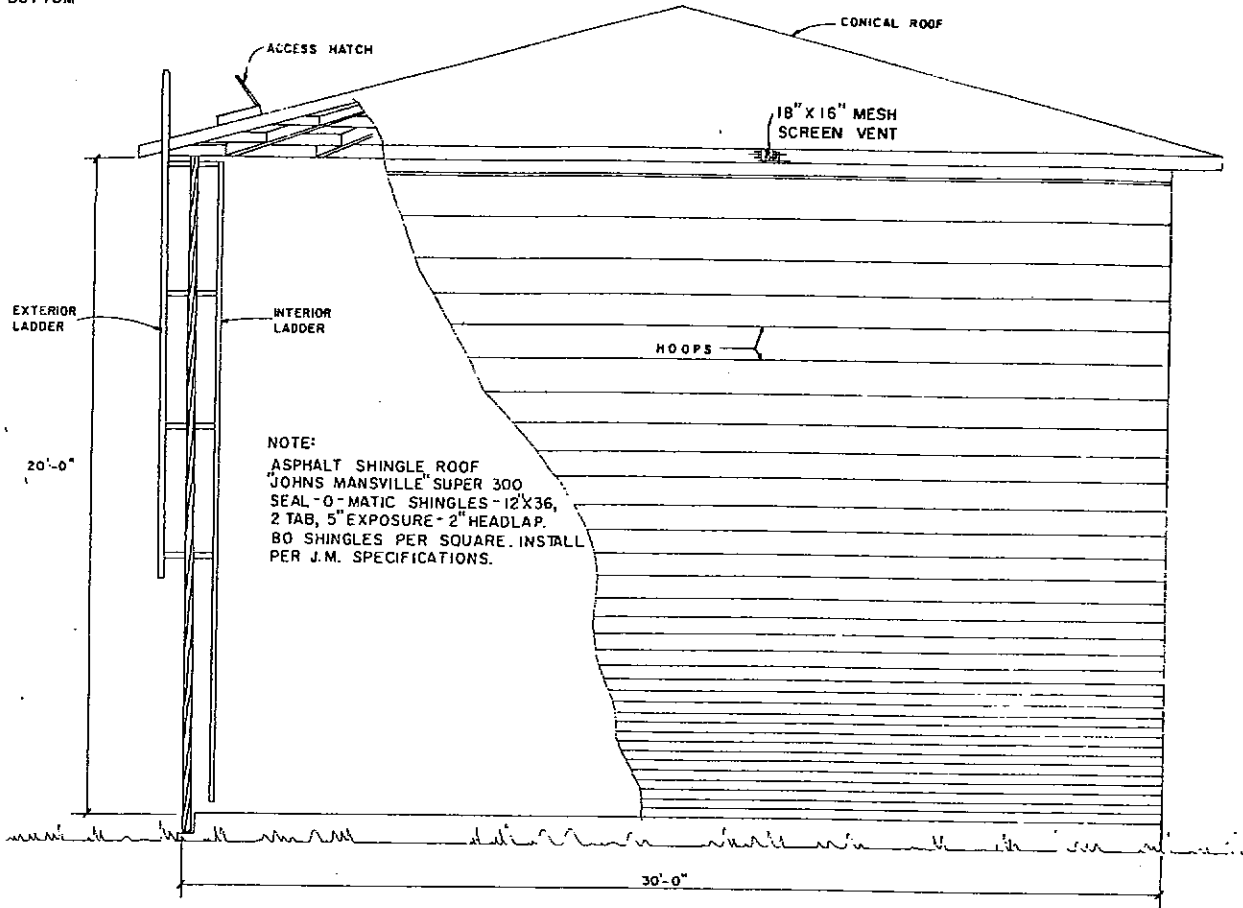 BOTTOM
CONICAL ROOF
ACCESS HATCH
18" X 16" MESH
SCREEN VENT
EXTERIOR
LADDER
INTERIOR
LADDER
HOOPS
20'-0"
NOTE:
ASPHALT SHINGLE ROOF
"JOHNS MANSVILLE" SUPER 300
SEAL-O-MATIC SHINGLES-12"X36,
2 TAB, 5" EXPOSURE-2" HEADLAP.
80 SHINGLES PER SQUARE. INSTALL
PER J.M. SPECIFICATIONS.
30'-0"